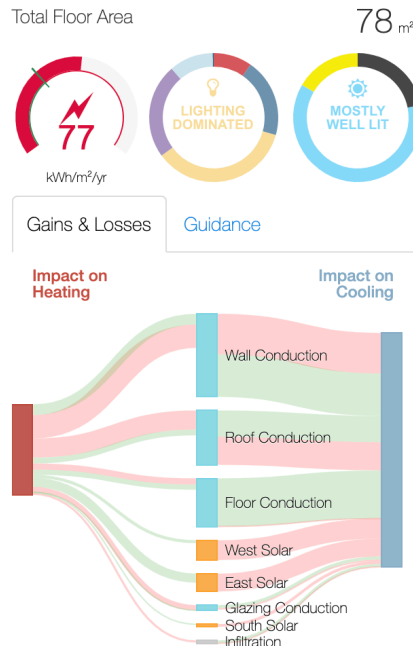 Total Floor Area
78 m²
77
kWh/m²/yr
LIGHTING
DOMINATED
MOSTLY
WELL LIT
Gains & Losses
Guidance
Impact on
Heating
Impact on
Cooling
Wall Conduction
Roof Conduction
Floor Conduction
West Solar
East Solar
Glazing Conduction
South Solar
Infiltration